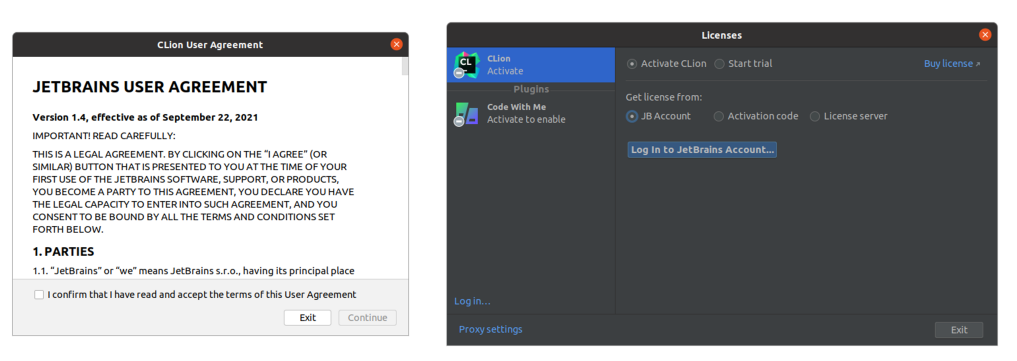 CLion User Agreement
JETBRAINS USER AGREEMENT
Version 1.4, effective as of September 22, 2021
IMPORTANT! READ CAREFULLY:
THIS IS A LEGAL AGREEMENT. BY CLICKING ON THE "I AGREE" (OR
SIMILAR) BUTTON THAT IS PRESENTED TO YOU AT THE TIME OF YOUR
FIRST USE OF THE JETBRAINS SOFTWARE, SUPPORT, OR PRODUCTS,
YOU BECOME A PARTY TO THIS AGREEMENT, YOU DECLARE YOU HAVE
THE LEGAL CAPACITY TO ENTER INTO SUCH AGREEMENT, AND YOU
CONSENT TO BE BOUND BY ALL THE TERMS AND CONDITIONS SET
FORTH BELOW.
1. PARTIES
1.1. "JetBrains" or "we" means JetBrains s.r.o., having its principal place
I confirm that I have read and accept the terms of this User Agreement
Exit Continue
Licenses
CL
CLion
Activate
Plugins
Code With Me
Activate to enable
Log in...
Activate CLion Start trial Buy license
Get license from:
JB Account Activation code License server
Log In to JetBrains Account...
Proxy settings
Exit